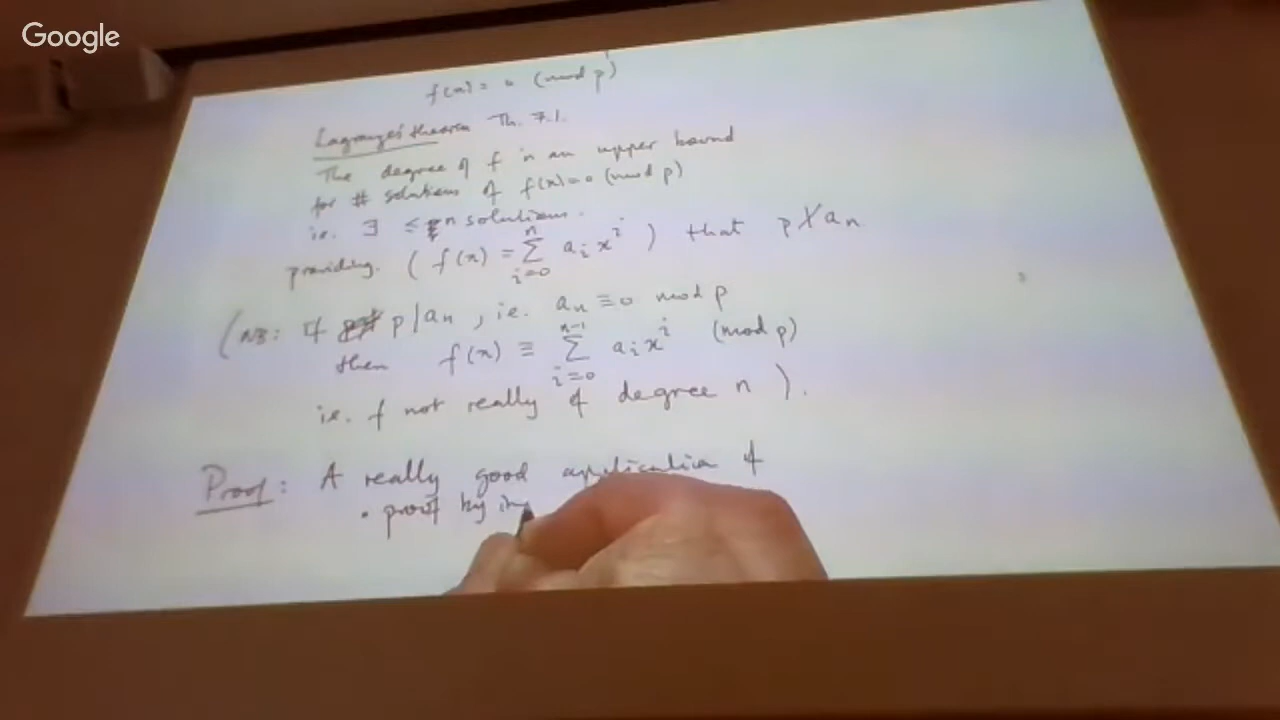 Google
f(x) ≡ 0 (mod p)
Lagrange's theorem Th. 7.1.
The degree of f is an upper bound
for # solutions of f(x)≡0 (mod p)
i.e. ∃ ≤ n solutions.
providing. ( f(x) = ∑_{i=0}^{n} a_i x^i ) that p∤a_n
(NB: If p|a_n, i.e. a_n ≡ 0 mod p
then f(x) ≡ ∑_{i=0}^{n-1} a_i x^i (mod p)
i.e. f not really of degree n ).
Proof: A really good application of
• proof by in